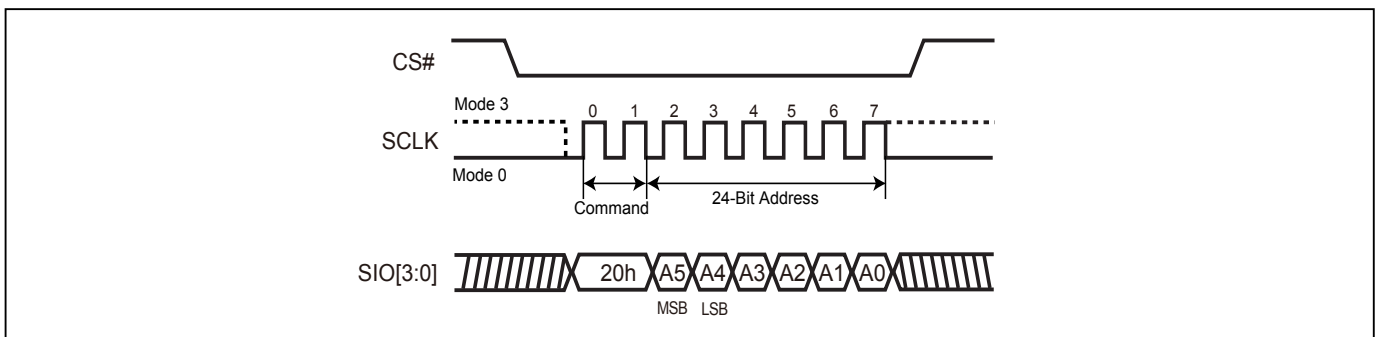 CS#
Mode 3
0 1 2 3 4 5 6 7
SCLK
Mode 0
Command
24-Bit Address
SIO[3:0]
20h A5 A4 A3 A2 A1 A0
MSB LSB